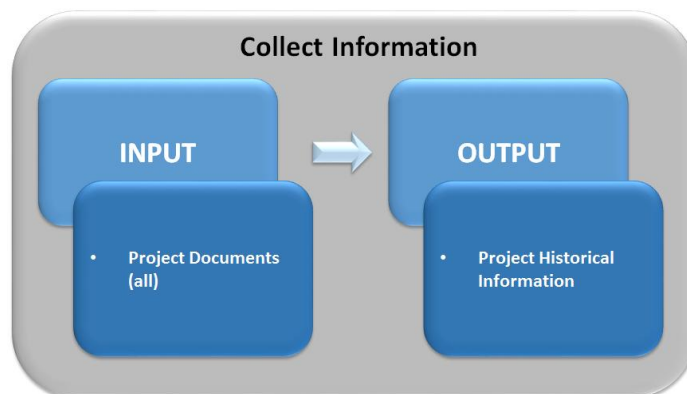 Collect Information
INPUT
OUTPUT
• Project Documents
(all)
• Project Historical
Information